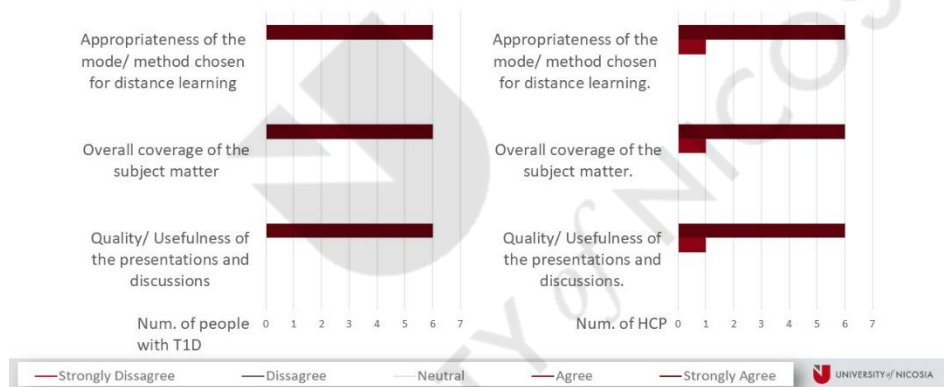 Appropriateness of the
mode/ method chosen
for distance learning
Overall coverage of the
subject matter
Quality/ Usefulness of
the presentations and
discussions
Num. of people
with T1D
0 1 2 3 4 5 6 7
Appropriateness of the
mode/ method chosen
for distance learning.
Overall coverage of the
subject matter.
Quality/ Usefulness of
the presentations and
discussions.
Num. of HCP
0 1 2 3 4 5 6 7
Strongly Dissagree Dissagree Neutral Agree Strongly Agree
UNIVERSITY of NICOSIA
ITY of NICOS